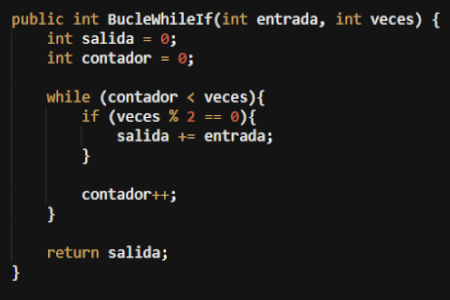 public int BucleWhileIf(int entrada, int veces) {
    int salida = 0;
    int contador = 0;

    while (contador < veces){
        if (veces % 2 == 0){
            salida += entrada;
        }

        contador++;
    }

    return salida;
}